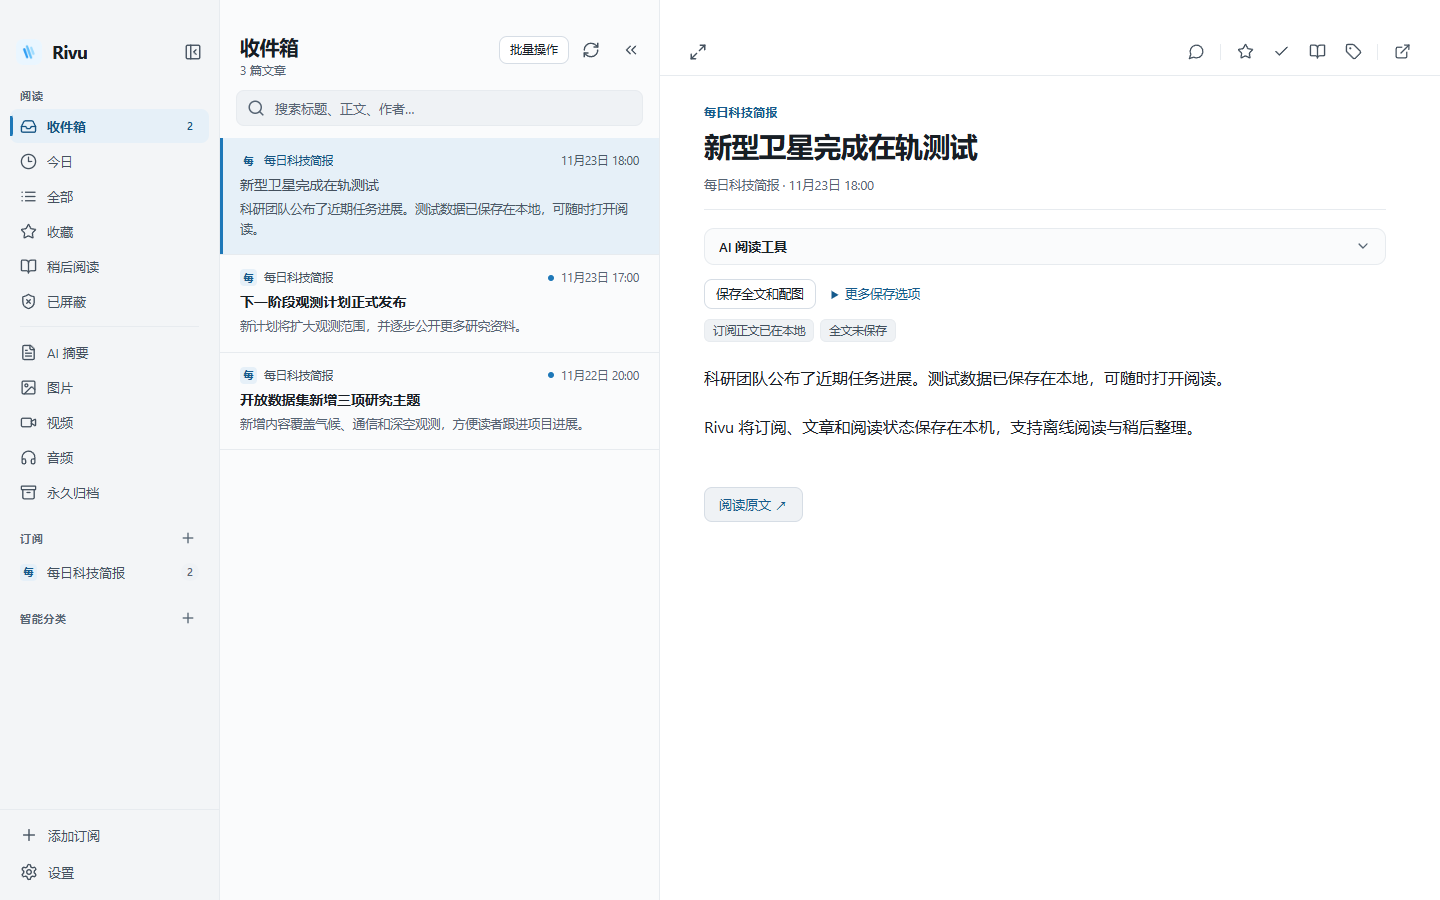 Rivu
阅读
收件箱 2
今日
全部
收藏
稍后阅读
已屏蔽
AI 摘要
图片
视频
音频
永久归档
订阅
每 每日科技简报 2
智能分类
添加订阅
设置
收件箱
3 篇文章
批量操作
搜索标题、正文、作者...
每 每日科技简报 11月23日 18:00
新型卫星完成在轨测试
科研团队公布了近期任务进展。测试数据已保存在本地，可随时打开阅
读。
每 每日科技简报 11月23日 17:00
下一阶段观测计划正式发布
新计划将扩大观测范围，并逐步公开更多研究资料。
每 每日科技简报 11月22日 20:00
开放数据集新增三项研究主题
新增内容覆盖气候、通信和深空观测，方便读者跟进项目进展。
每日科技简报
新型卫星完成在轨测试
每日科技简报 · 11月23日 18:00
AI 阅读工具
保存全文和配图 ▶ 更多保存选项
订阅正文已在本地 全文未保存
科研团队公布了近期任务进展。测试数据已保存在本地，可随时打开阅读。
Rivu 将订阅、文章和阅读状态保存在本机，支持离线阅读与稍后整理。
阅读原文 ↗